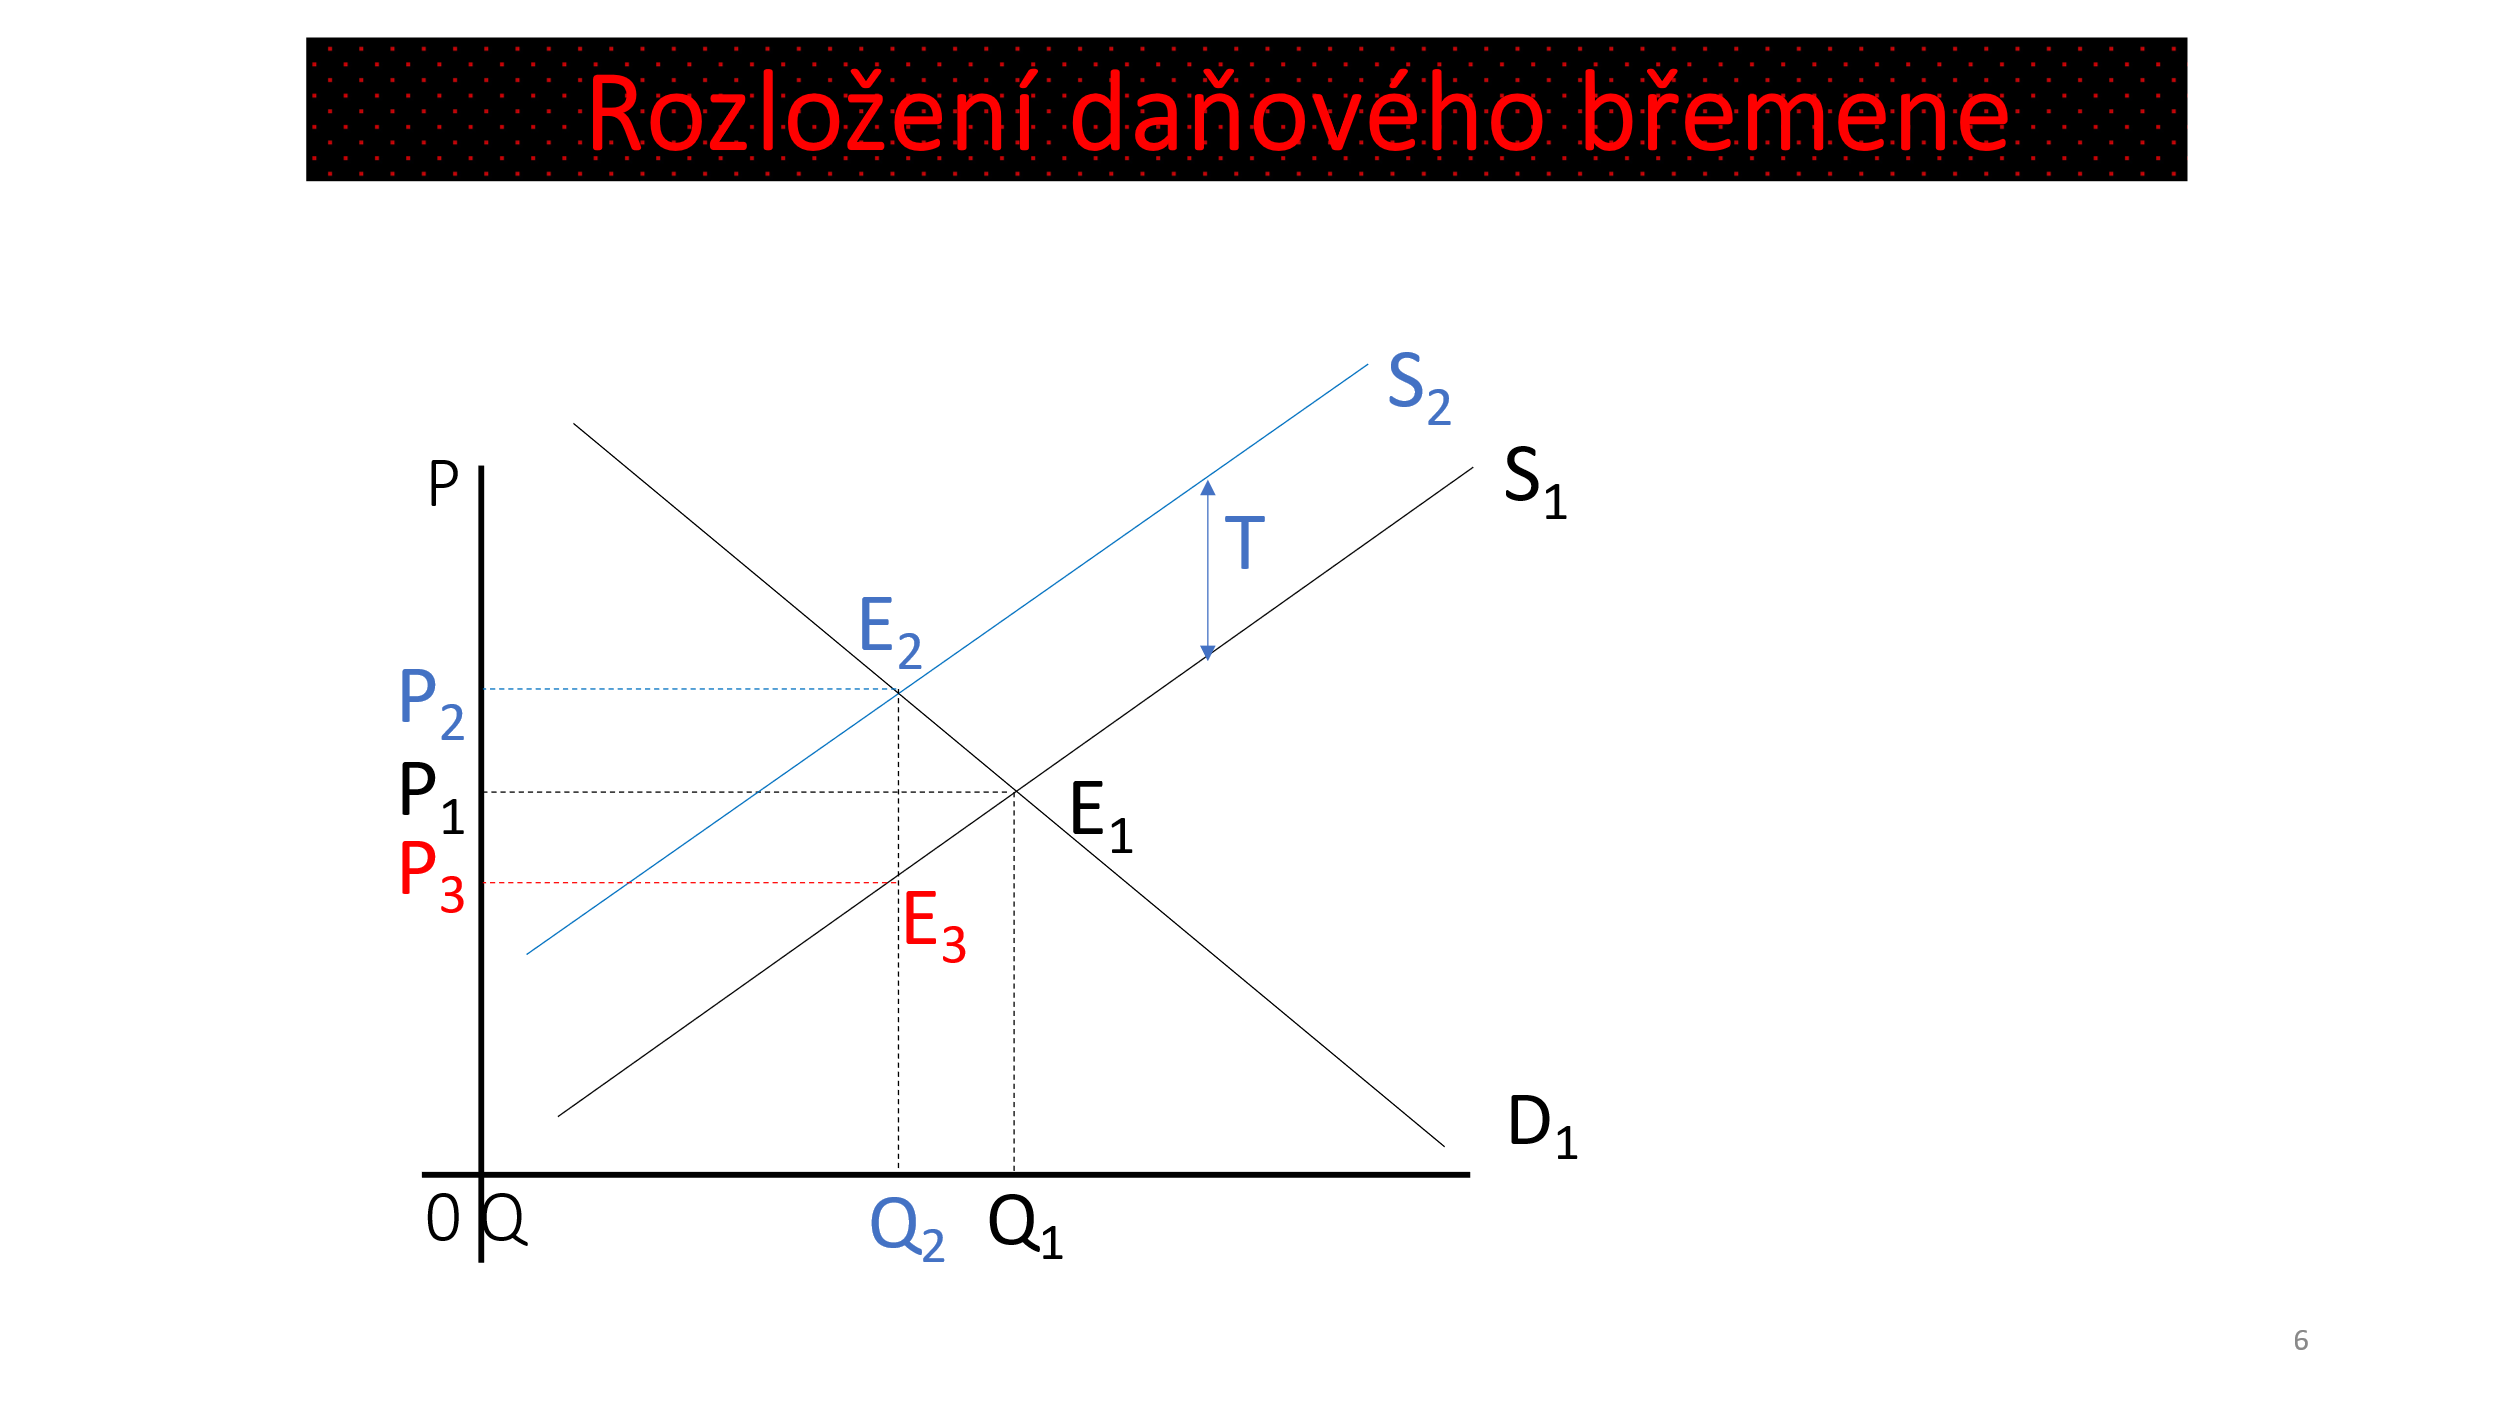 Rozložení daňového břemene
S2
P
S1
T
E2
P2
P1
E1
P3
E3
D1
0 Q
Q2
Q1
6